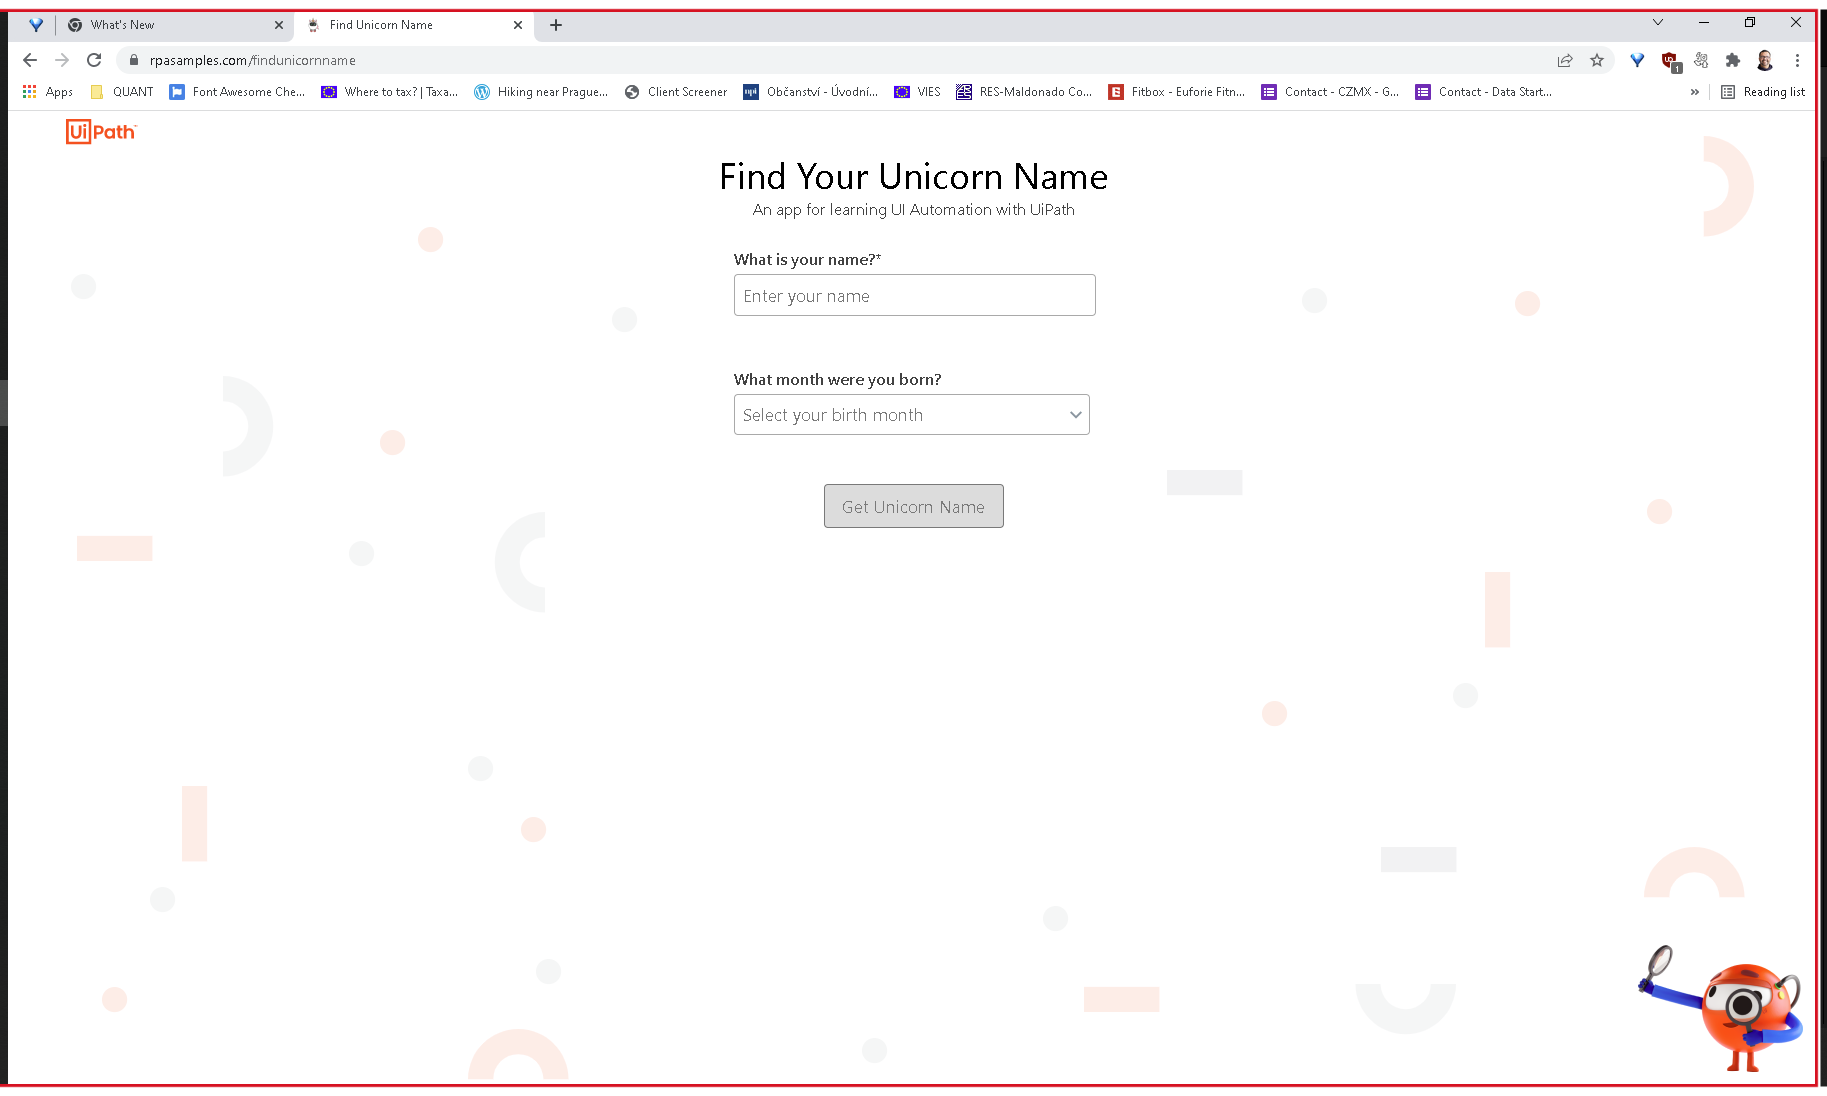 What's New
Find Unicorn Name
rpasamples.com/findunicornname
Apps
QUANT
Font Awesome Che...
Where to tax? | Taxa...
Hiking near Prague...
Client Screener
Občanství - Úvodní...
VIES
RES-Maldonado Co...
Fitbox - Euforie Fitn...
Contact - CZMX - G...
Contact - Data Start...
»
Reading list
UiPath
Find Your Unicorn Name
An app for learning UI Automation with UiPath
What is your name?*
Enter your name
What month were you born?
Select your birth month
Get Unicorn Name